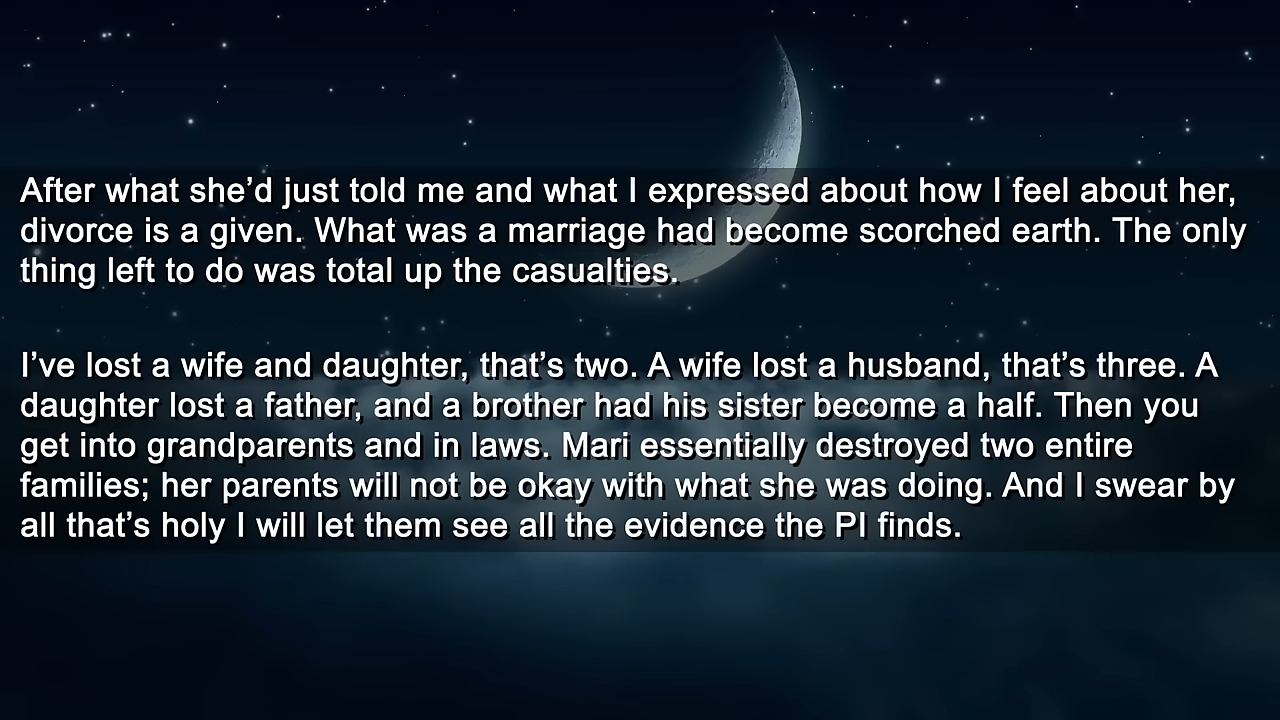 After what she’d just told me and what I expressed about how I feel about her,
divorce is a given. What was a marriage had become scorched earth. The only
thing left to do was total up the casualties.
I’ve lost a wife and daughter, that’s two. A wife lost a husband, that’s three. A
daughter lost a father, and a brother had his sister become a half. Then you
get into grandparents and in laws. Mari essentially destroyed two entire
families; her parents will not be okay with what she was doing. And I swear by
all that’s holy I will let them see all the evidence the PI finds.